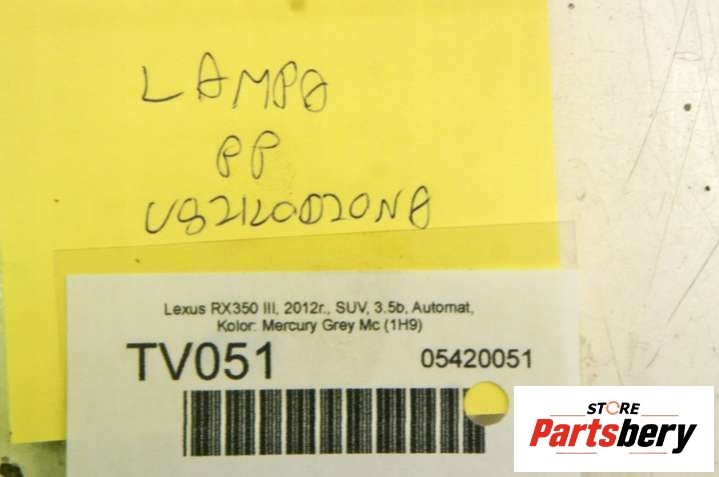 LAMPA
PP
Lexus RX350 III, 2012r., SUV, 3.5b, Automat,
Kolor: Mercury Grey Mc (1H9)
TV051 05420051
STORE
Partsbery